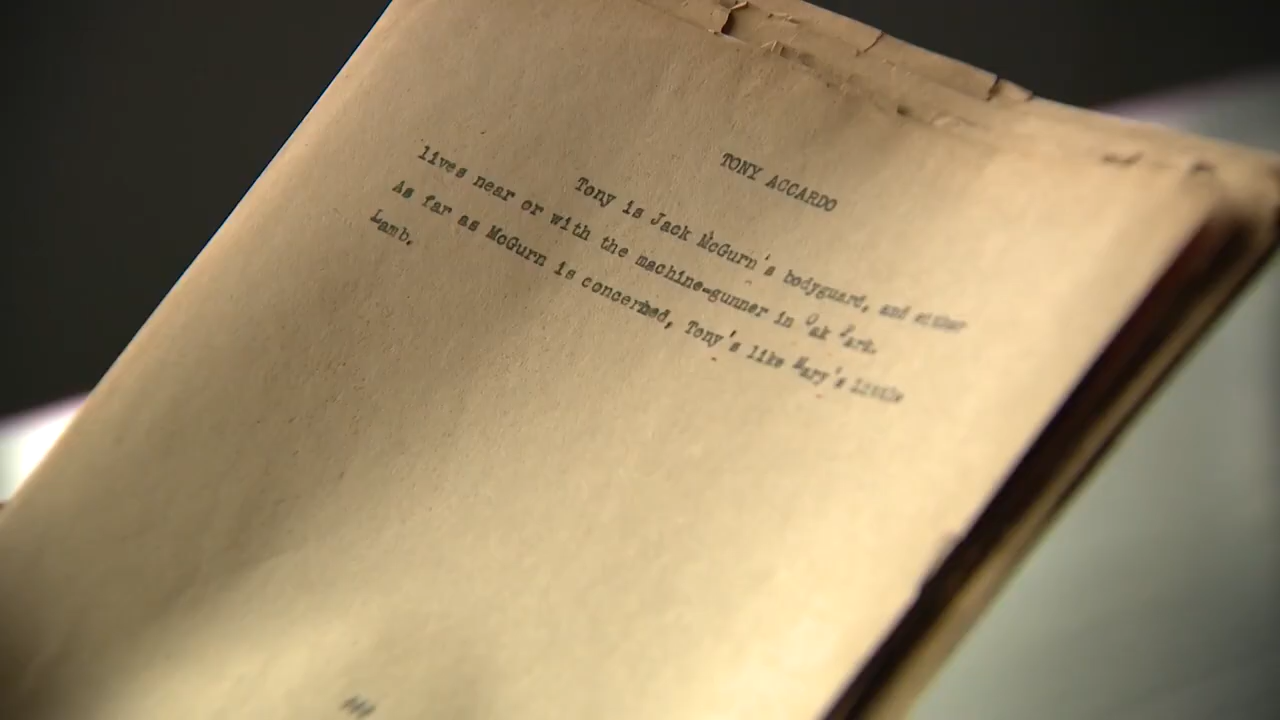 TONY ACCARDO
Tony is Jack McGurn's bodyguard, and either
lives near or with the machine-gunner in Oak Park.
As far as McGurn is concerned, Tony's like Mary's little
Lamb.
###